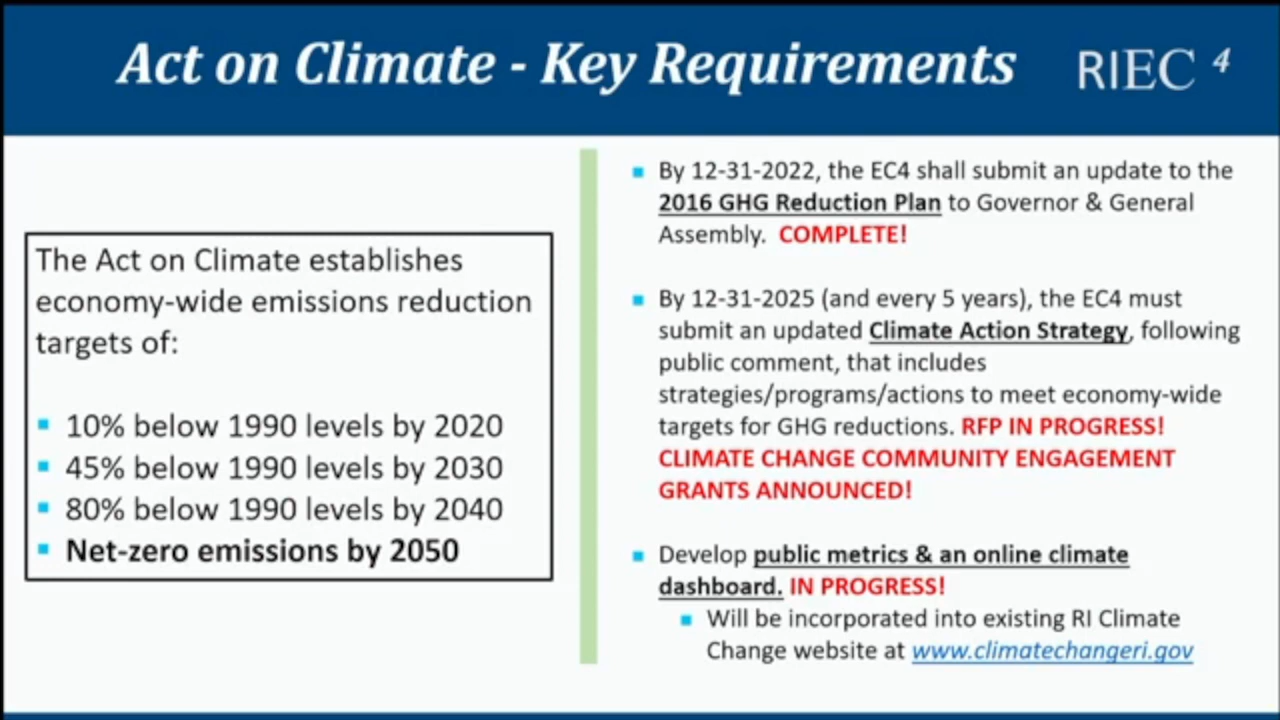 Act on Climate - Key Requirements
RIEC 4
The Act on Climate establishes
economy-wide emissions reduction
targets of:
▪ 10% below 1990 levels by 2020
▪ 45% below 1990 levels by 2030
▪ 80% below 1990 levels by 2040
▪ Net-zero emissions by 2050
▪ By 12-31-2022, the EC4 shall submit an update to the
2016 GHG Reduction Plan to Governor & General
Assembly. COMPLETE!
▪ By 12-31-2025 (and every 5 years), the EC4 must
submit an updated Climate Action Strategy, following
public comment, that includes
strategies/programs/actions to meet economy-wide
targets for GHG reductions. RFP IN PROGRESS!
CLIMATE CHANGE COMMUNITY ENGAGEMENT
GRANTS ANNOUNCED!
▪ Develop public metrics & an online climate
dashboard. IN PROGRESS!
▪ Will be incorporated into existing RI Climate
Change website at www.climatechangeri.gov